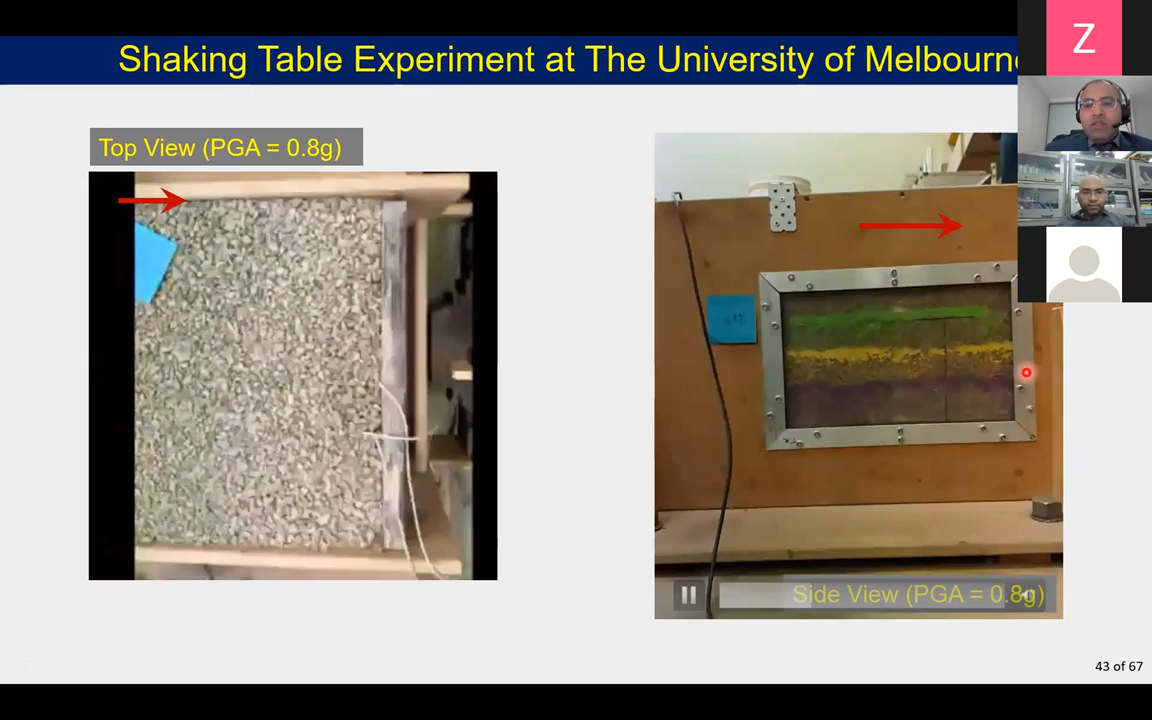 Shaking Table Experiment at The University of Melbourne
Z
Top View (PGA = 0.8g)
Side View (PGA = 0.8g)
43 of 67